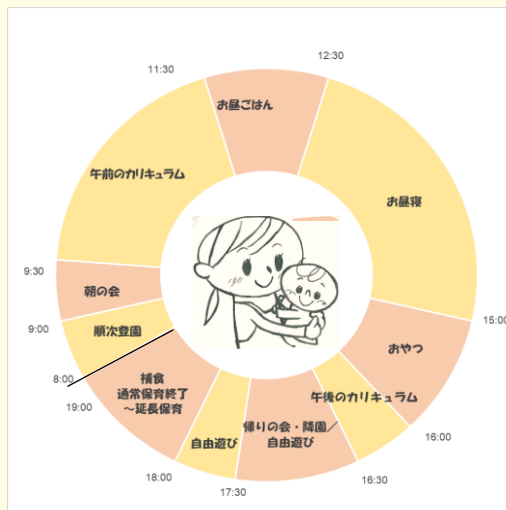 8:00
順次登園
9:00
朝の会
9:30
午前のカリキュラム
11:30
お昼ごはん
12:30
お昼寝
15:00
おやつ
16:00
午後のカリキュラム
16:30
帰りの会・降園／
自由遊び
17:30
自由遊び
18:00
補食
通常保育終了
～延長保育
19:00